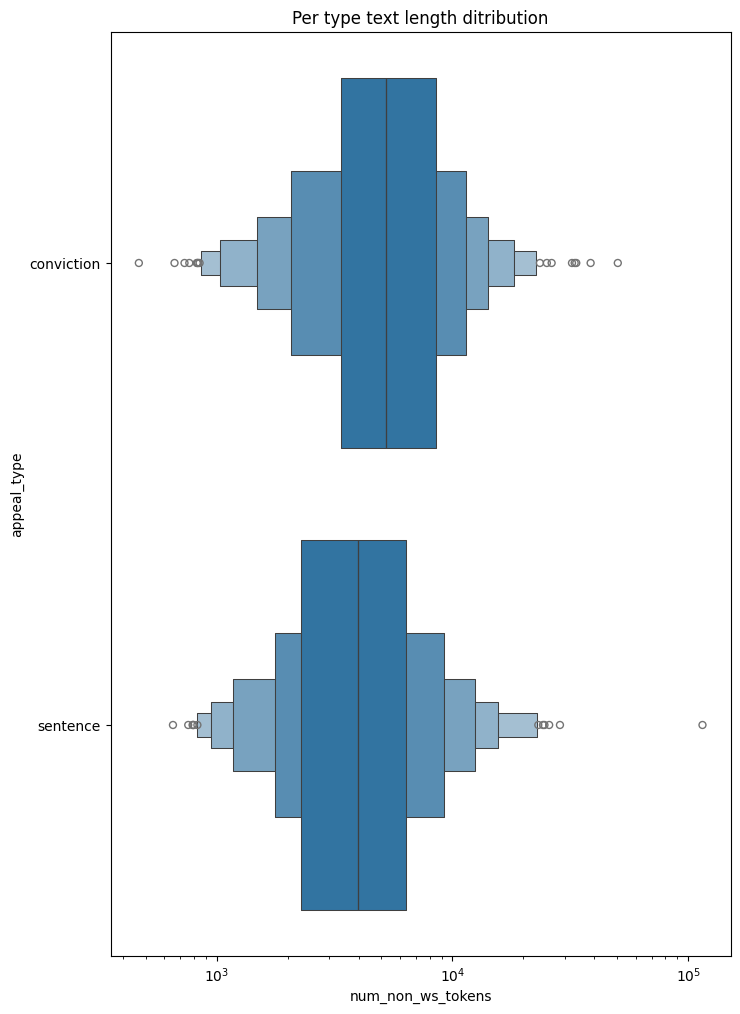 Per type text length ditribution
conviction
appeal_type
sentence
10³
10⁴
10⁵
num_non_ws_tokens